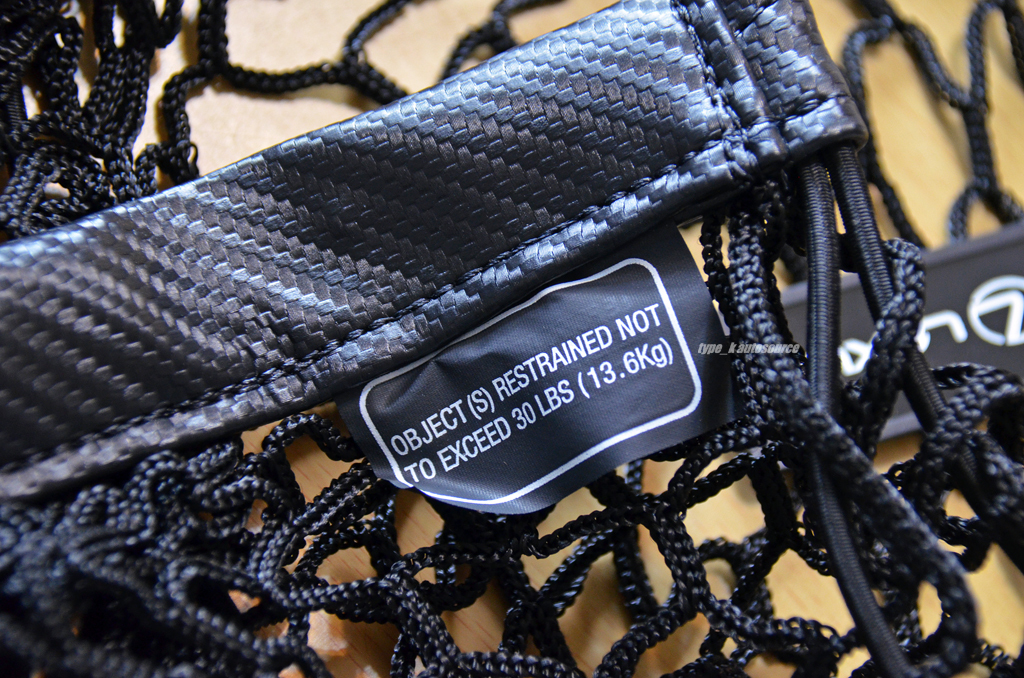 OBJECT(S) RESTRAINED NOT
TO EXCEED 30 LBS (13.6Kg)
type_k autosource